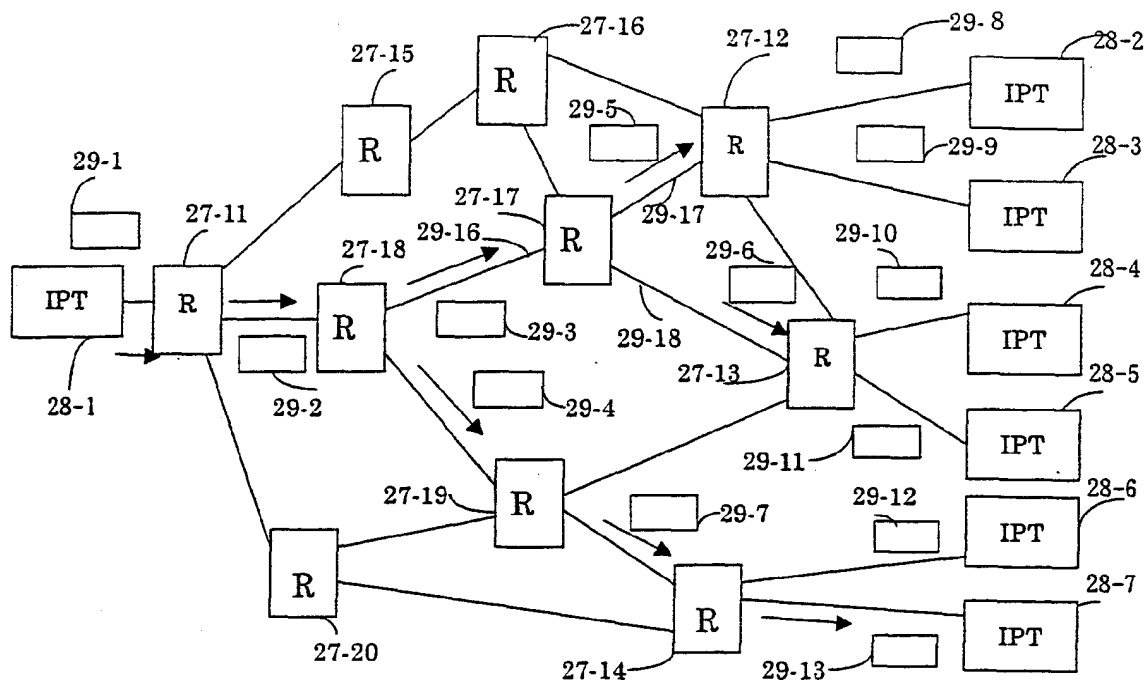 27-16
27-12
29-8
28-2
27-15
R
IPT
29-5
R
R
29-9
28-3
29-1
27-11
27-17
29-17
IPT
27-18
29-16
R
29-6
29-10
28-4
IPT
R
R
29-3
29-18
R
IPT
28-1
29-2
29-4
27-13
28-5
IPT
27-19
R
29-11
28-6
29-7
29-12
IPT
R
28-7
R
IPT
27-20
27-14
29-13